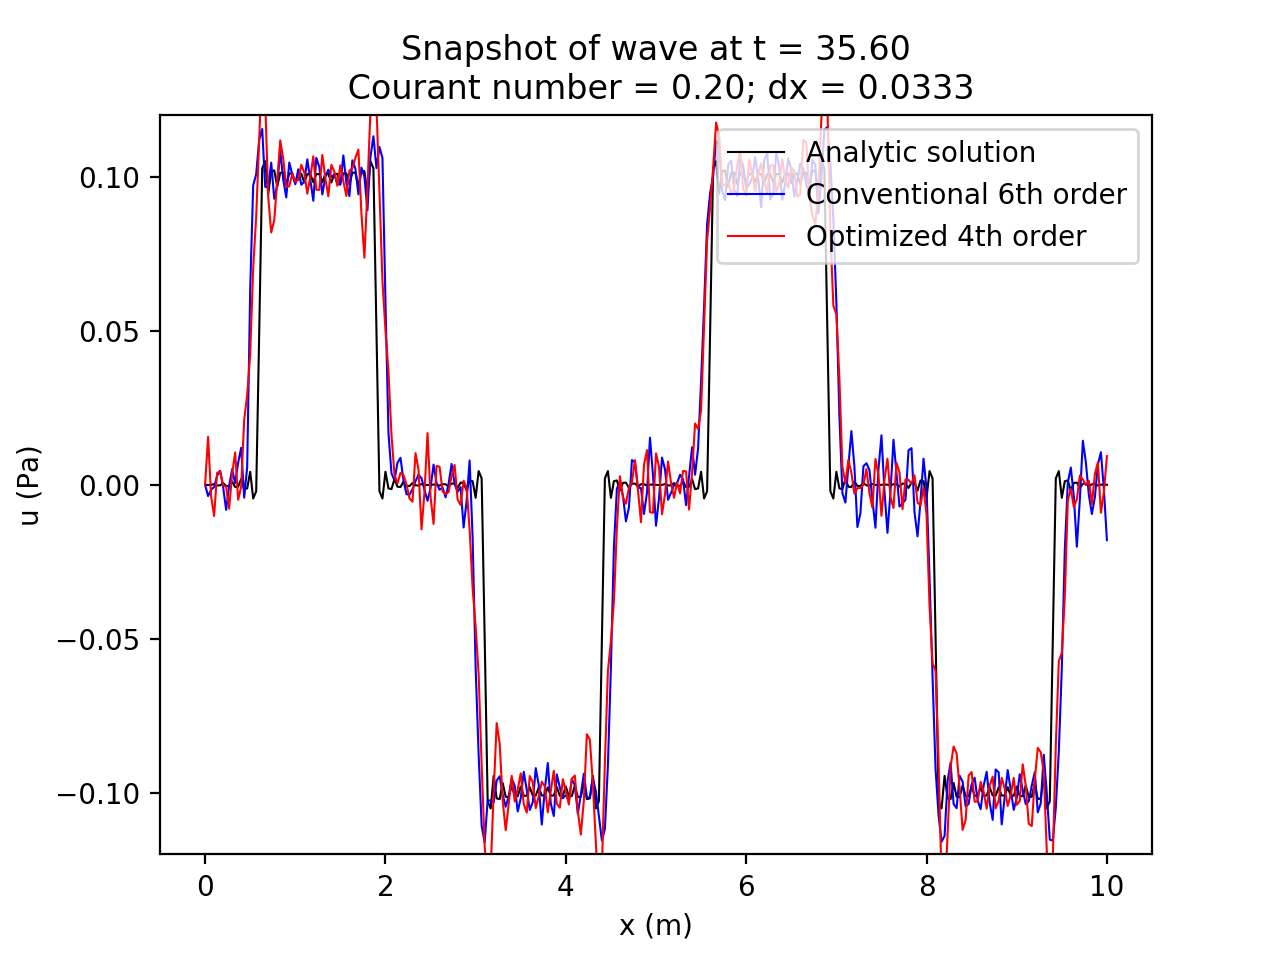 Snapshot of wave at t = 35.60
Courant number = 0.20; dx = 0.0333
Analytic solution
Conventional 6th order
Optimized 4th order
u (Pa)
0.10
0.05
0.00
−0.05
−0.10
0 2 4 6 8 10
x (m)